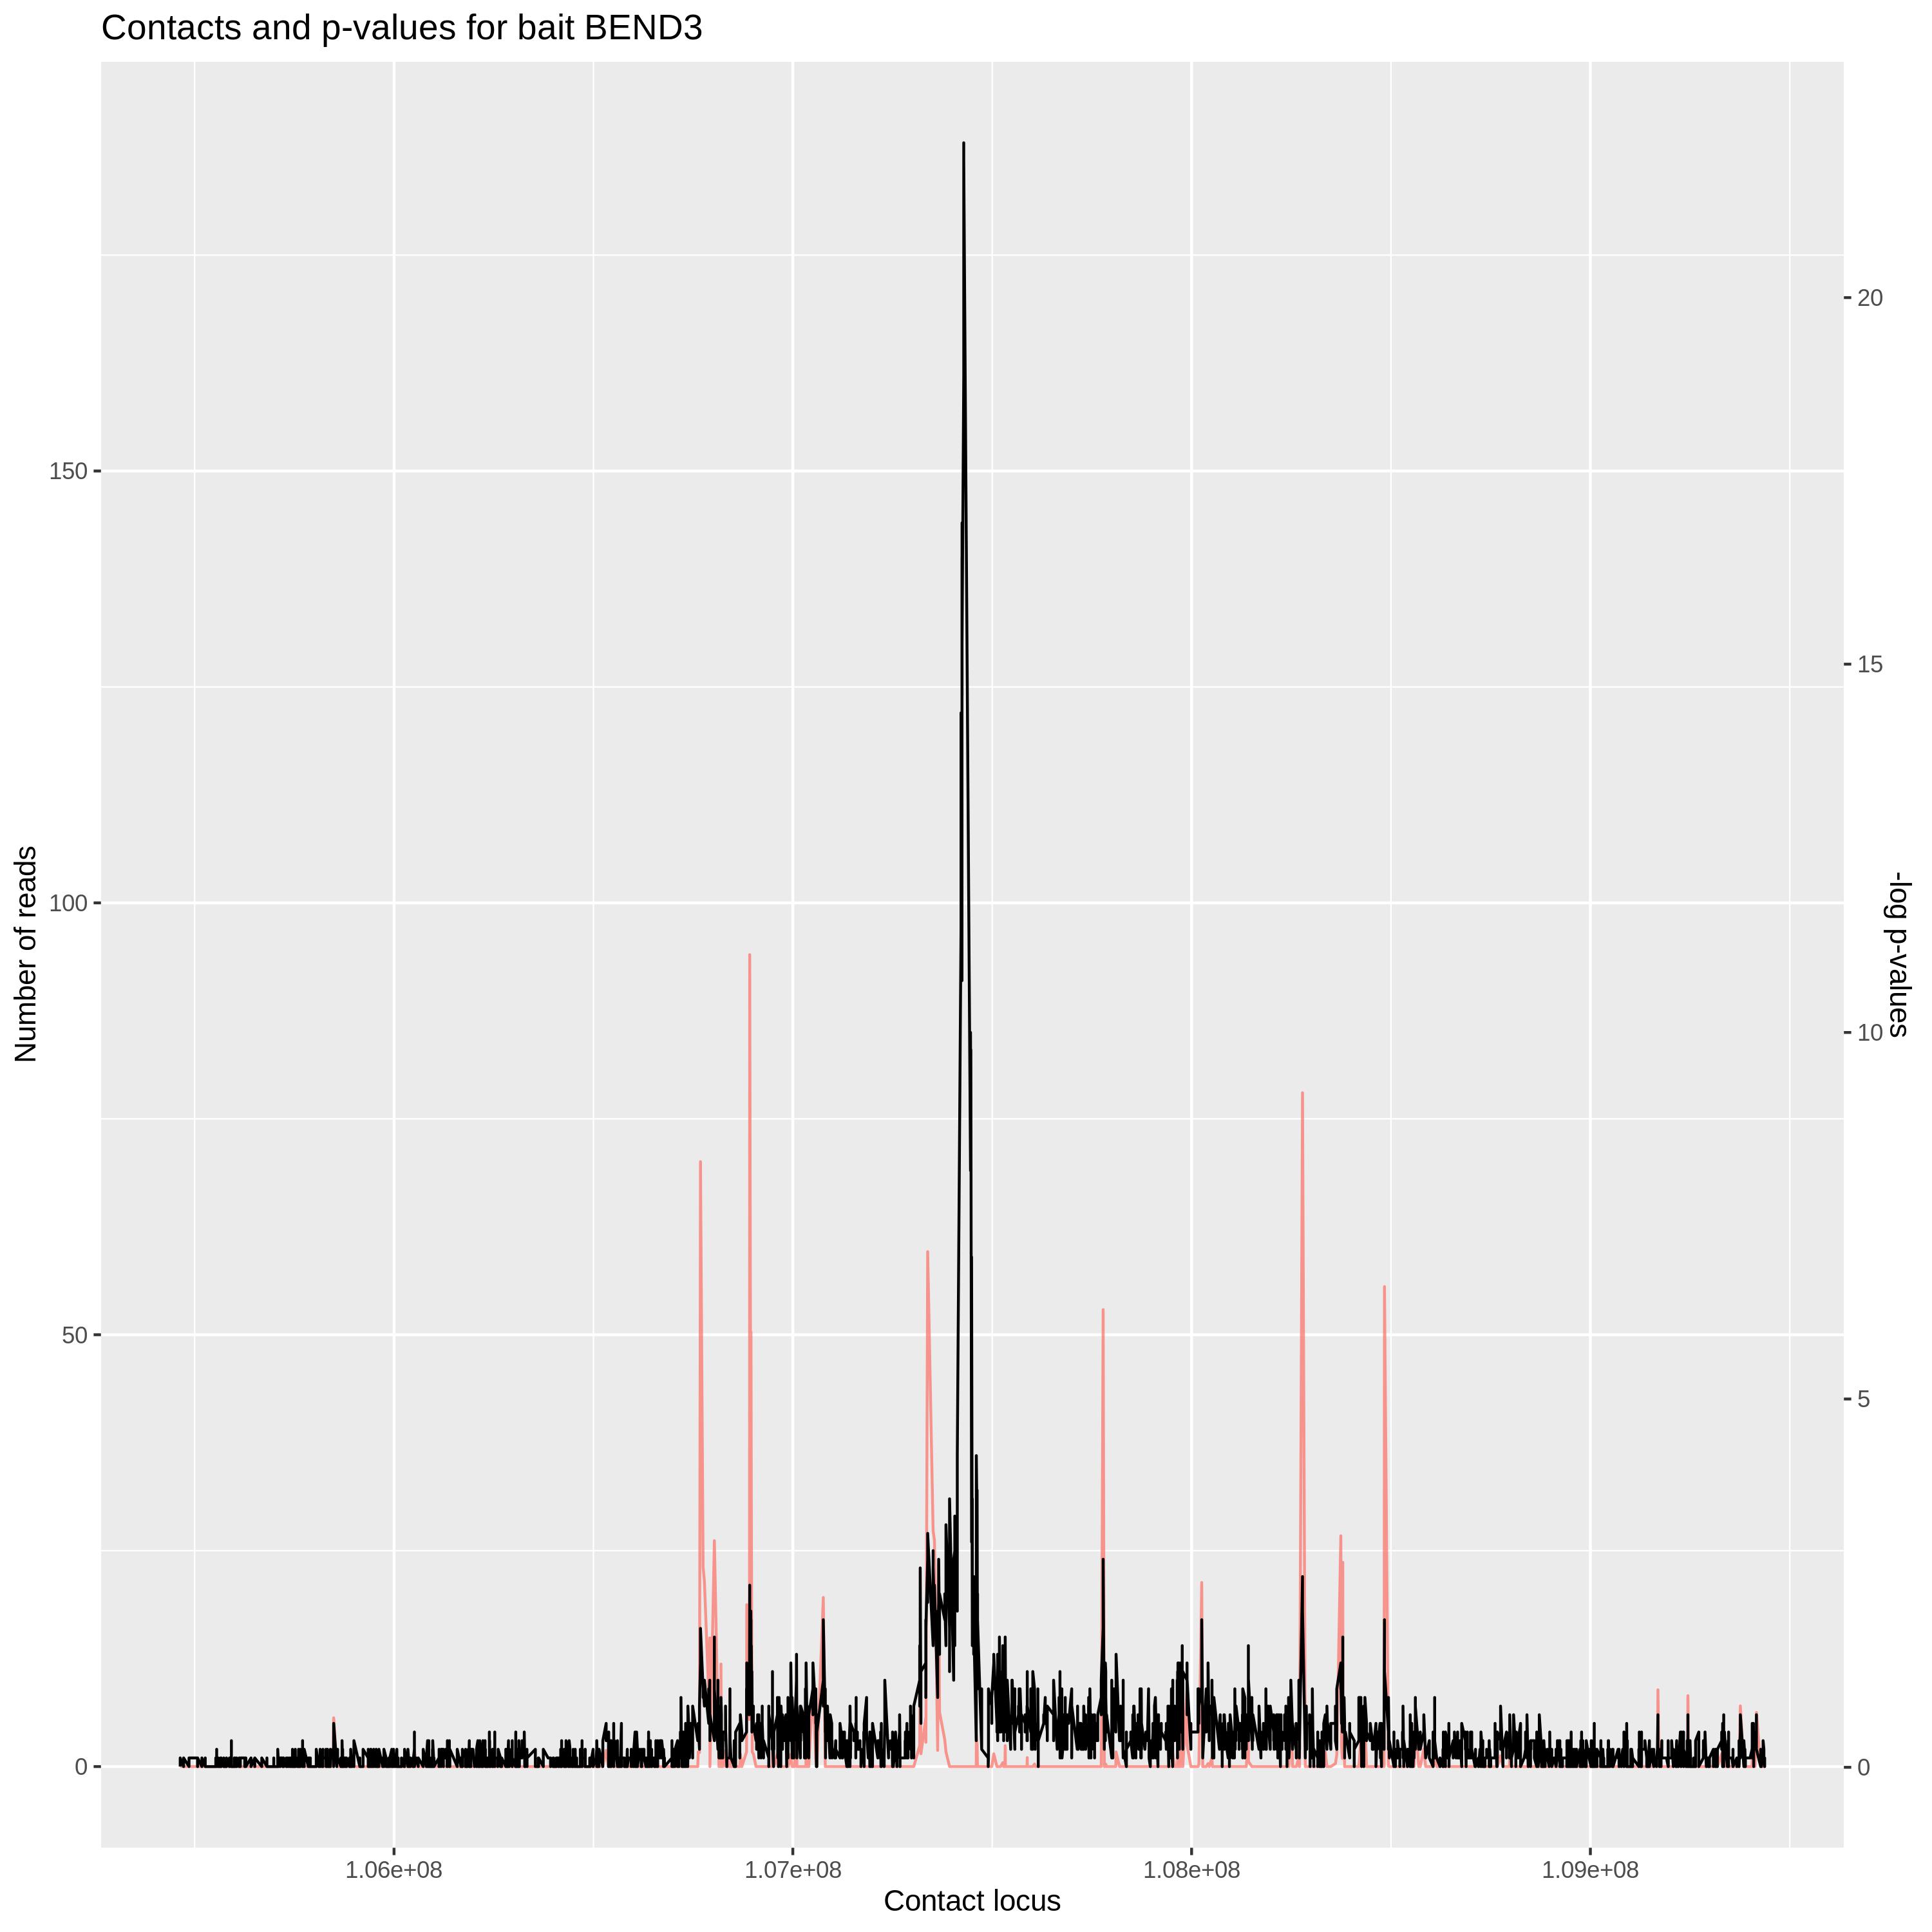 Contacts and p-values for bait BEND3
Number of reads
150
100
50
0
20
15
10
5
0
-log p-values
1.06e+08
1.07e+08
1.08e+08
1.09e+08
Contact locus